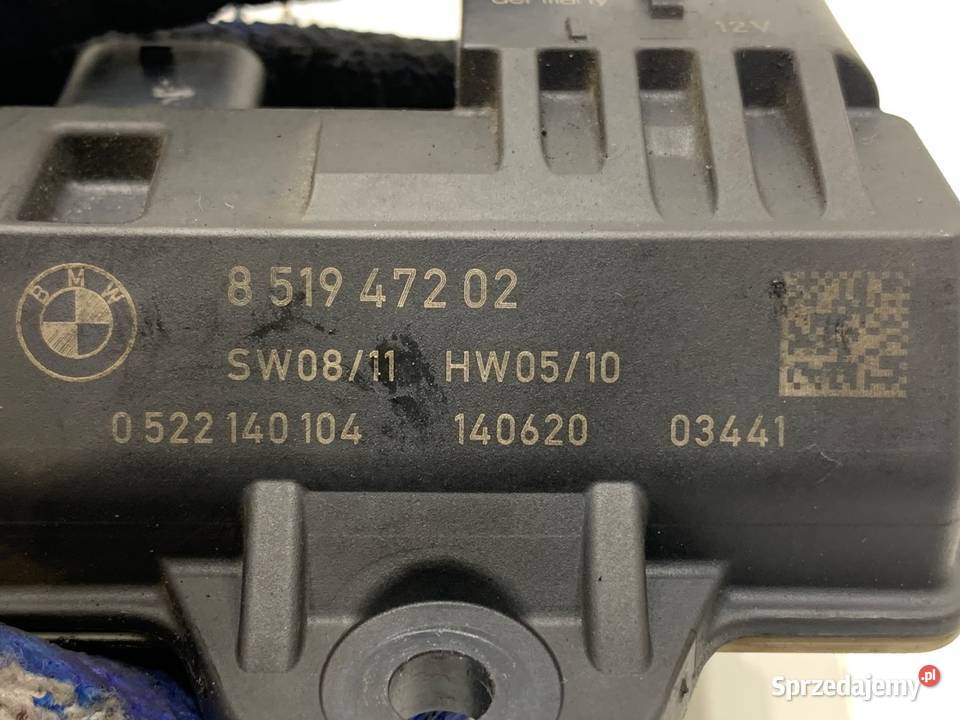 Germany
12V
BMW
8 519 472 02
SW08/11 HW05/10
0 522 140 104 140620 03441
Sprzedajemy .pl